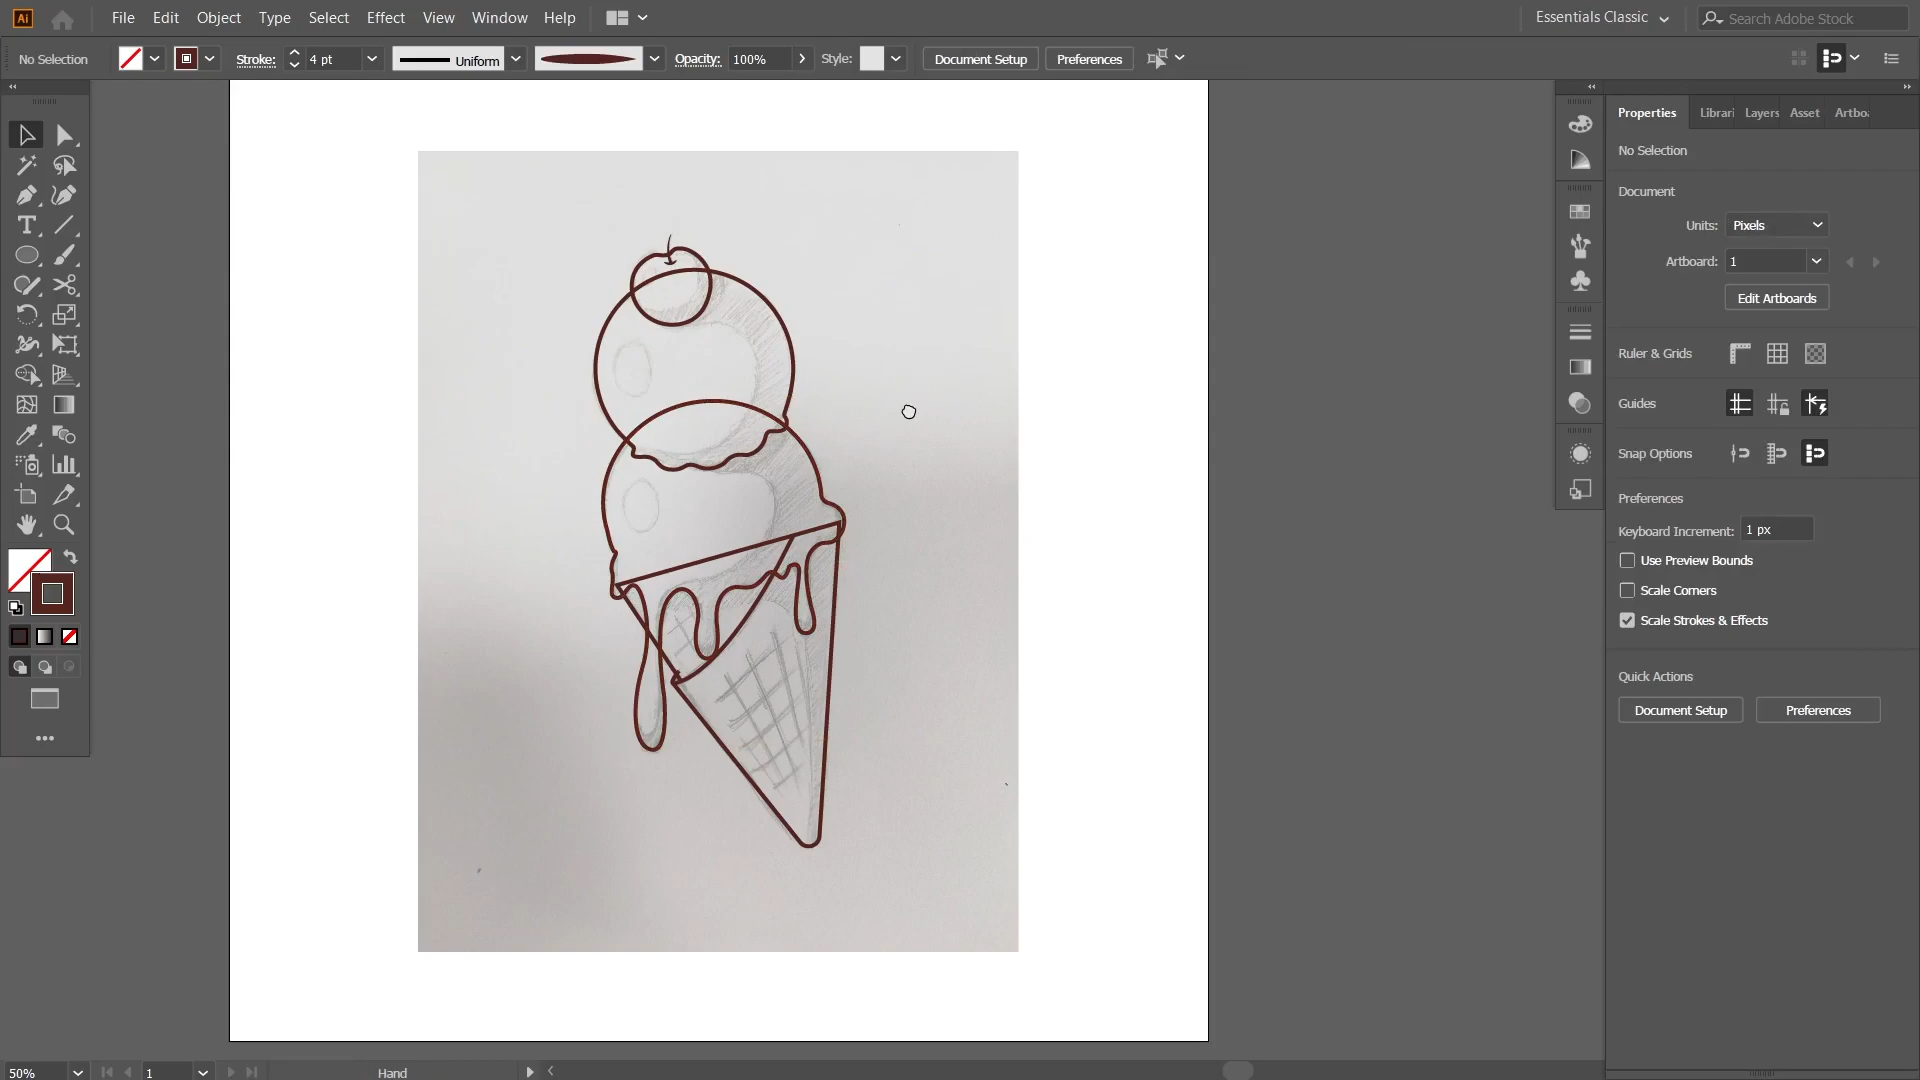 Ai File Edit Object Type Select Effect View Window Help Essentials Classic Search Adobe Stock
No Selection Stroke: 4 pt Uniform Opacity: 100% Style: Document Setup Preferences
Properties Librari Layers Asset Artbo
No Selection
Document
Units: Pixels
Artboard: 1
Edit Artboards
Ruler & Grids
Guides
Snap Options
Preferences
Keyboard Increment: 1 px
Use Preview Bounds
Scale Corners
Scale Strokes & Effects
Quick Actions
Document Setup Preferences
50% 1 Hand